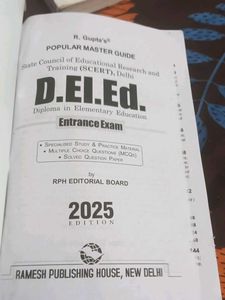 R. Gupta's®
POPULAR MASTER GUIDE
State Council of Educational Research and
Training (SCERT), Delhi
D.El.Ed.
Diploma in Elementary Education
Entrance Exam
• SPECIALISED STUDY & PRACTICE MATERIAL
• MULTIPLE CHOICE QUESTIONS (MCQs)
• SOLVED QUESTION PAPER
by
RPH EDITORIAL BOARD
2025
EDITION
RAMESH PUBLISHING HOUSE, NEW DELHI